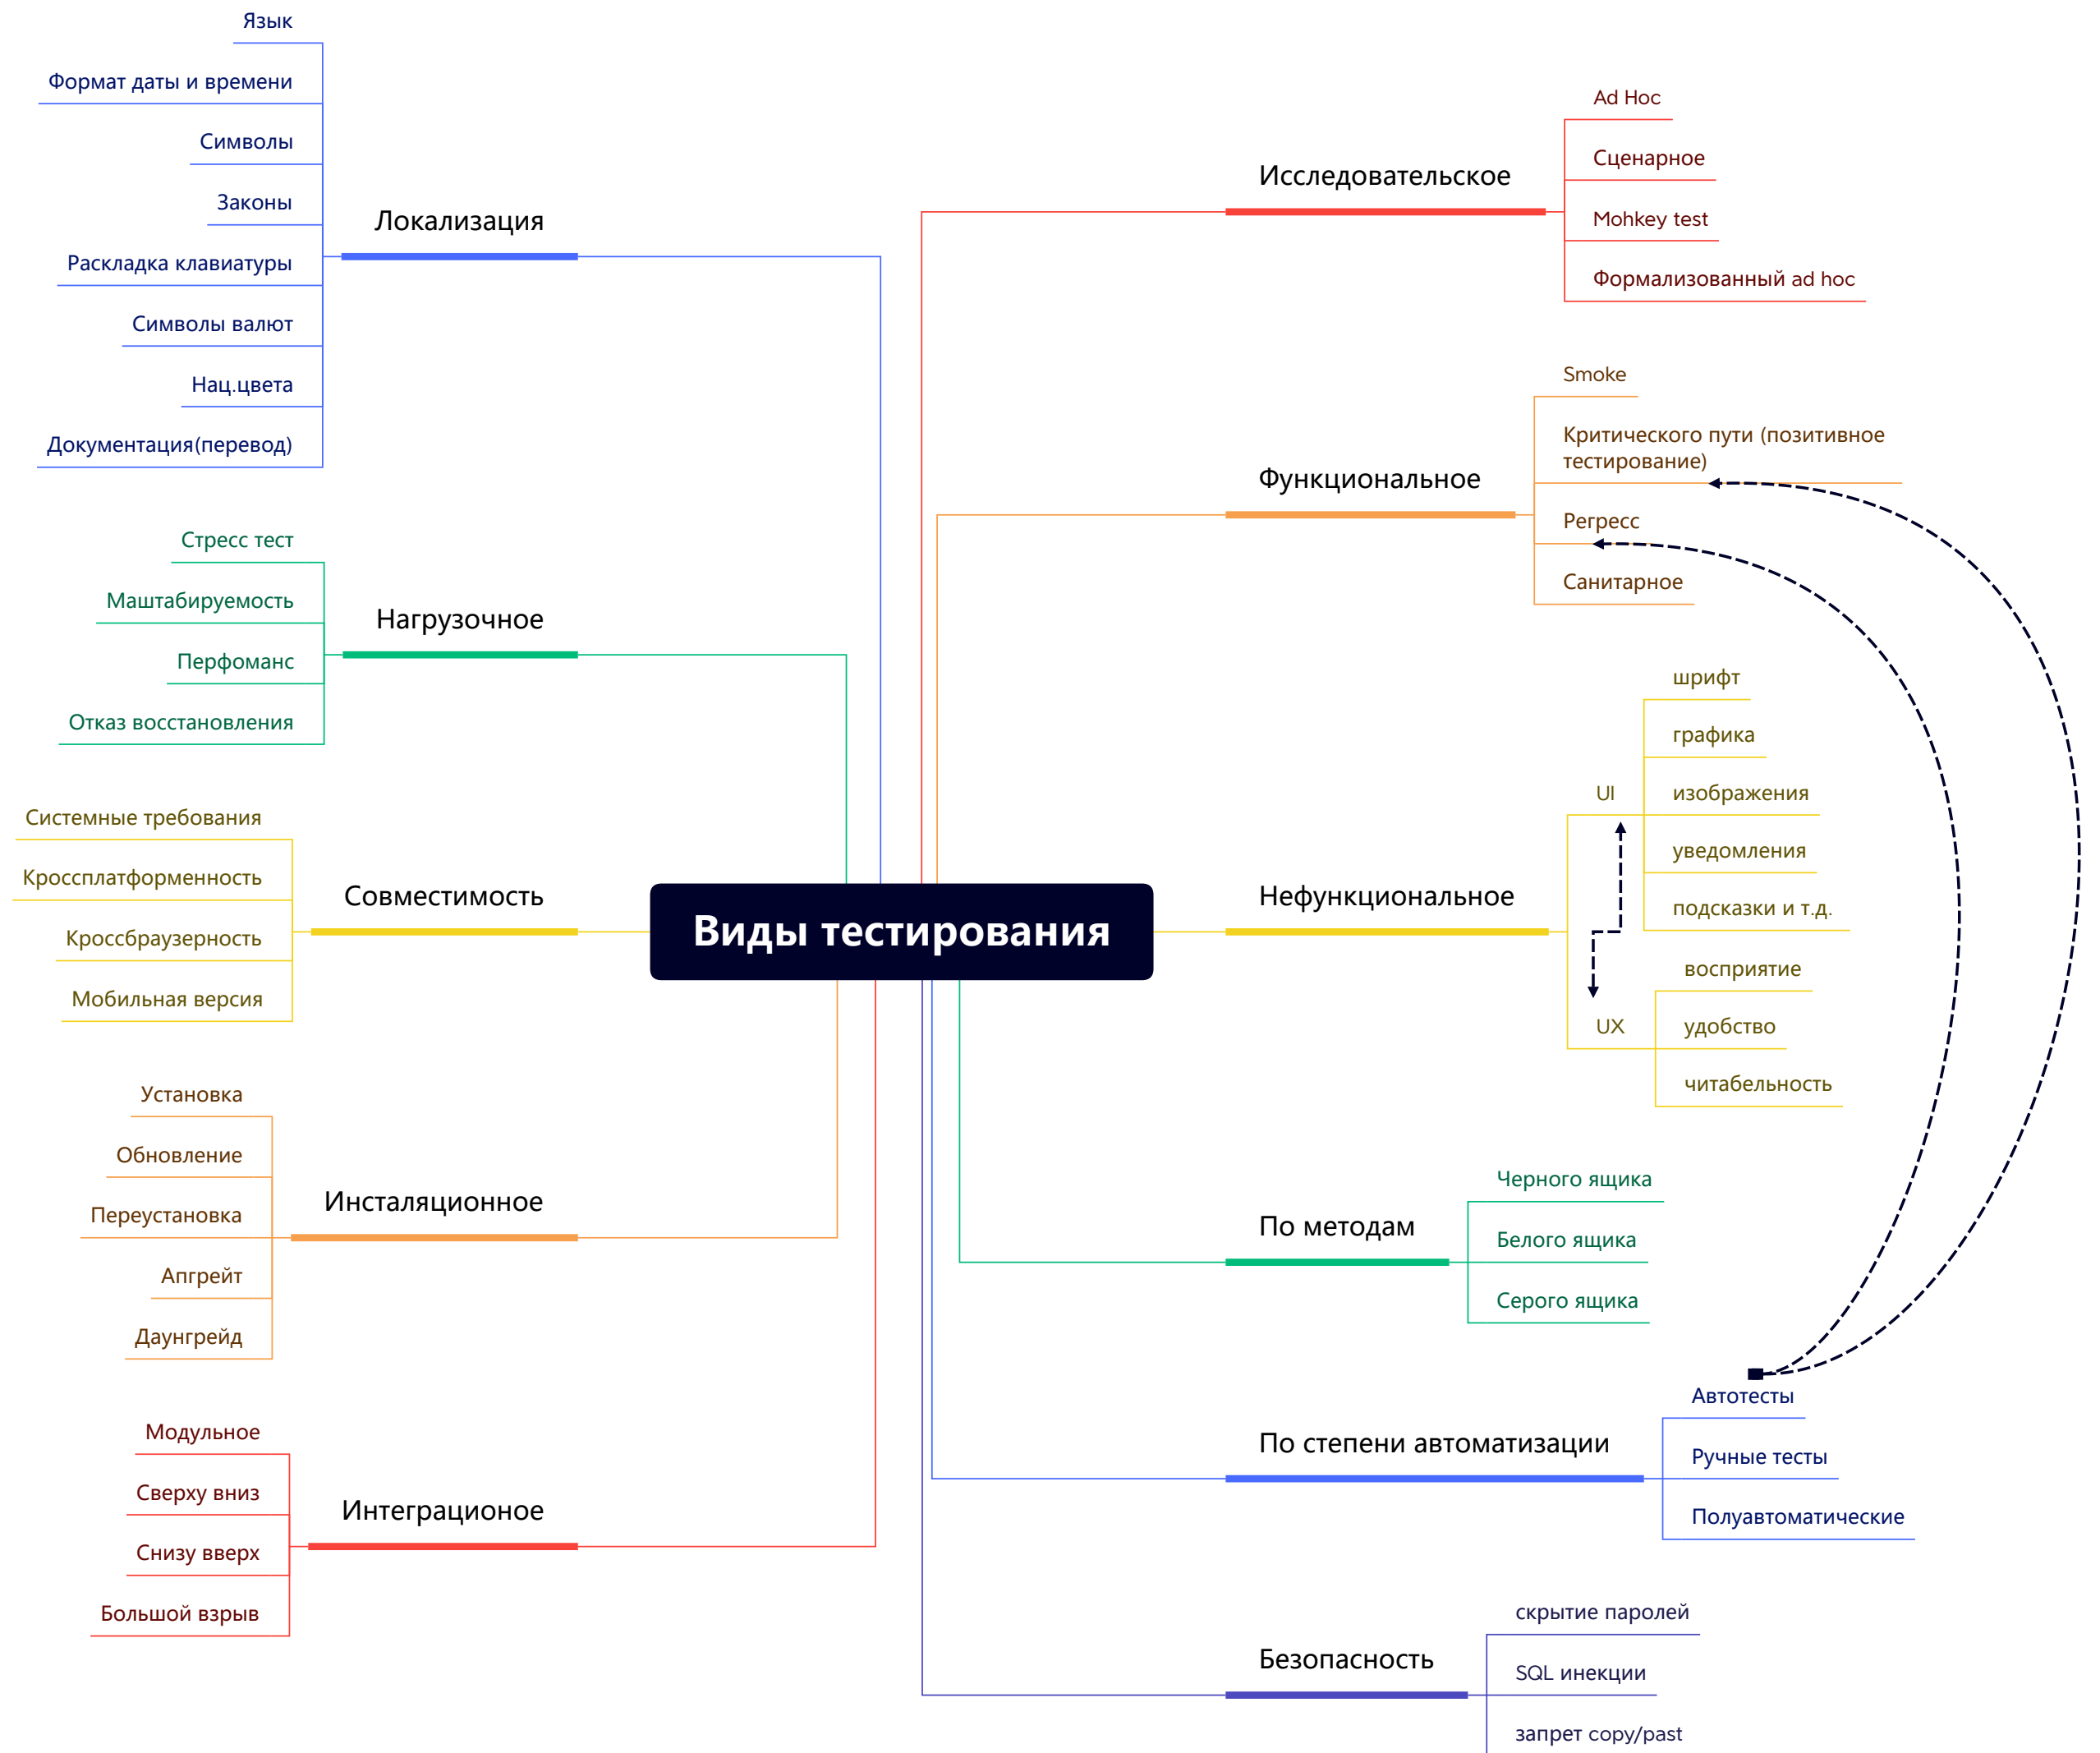 Виды тестирования
Исследовательское
Ad Hoc
Сценарное
Mohkey test
Формализованный ad hoc
Функциональное
Smoke
Критического пути (позитивное
тестирование)
Регресс
Санитарное
Нефункциональное
UI
шрифт
графика
изображения
уведомления
подсказки и т.д.
UX
восприятие
удобство
читабельность
По методам
Черного ящика
Белого ящика
Серого ящика
По степени автоматизации
Автотесты
Ручные тесты
Полуавтоматические
Безопасность
скрытие паролей
SQL инекции
запрет copy/past
Локализация
Язык
Формат даты и времени
Символы
Законы
Раскладка клавиатуры
Символы валют
Нац.цвета
Документация(перевод)
Нагрузочное
Стресс тест
Маштабируемость
Перфоманс
Отказ восстановления
Совместимость
Системные требования
Кроссплатформенность
Кроссбраузерность
Мобильная версия
Инсталяционное
Установка
Обновление
Переустановка
Апгрейт
Даунгрейд
Интеграционое
Модульное
Сверху вниз
Снизу вверх
Большой взрыв